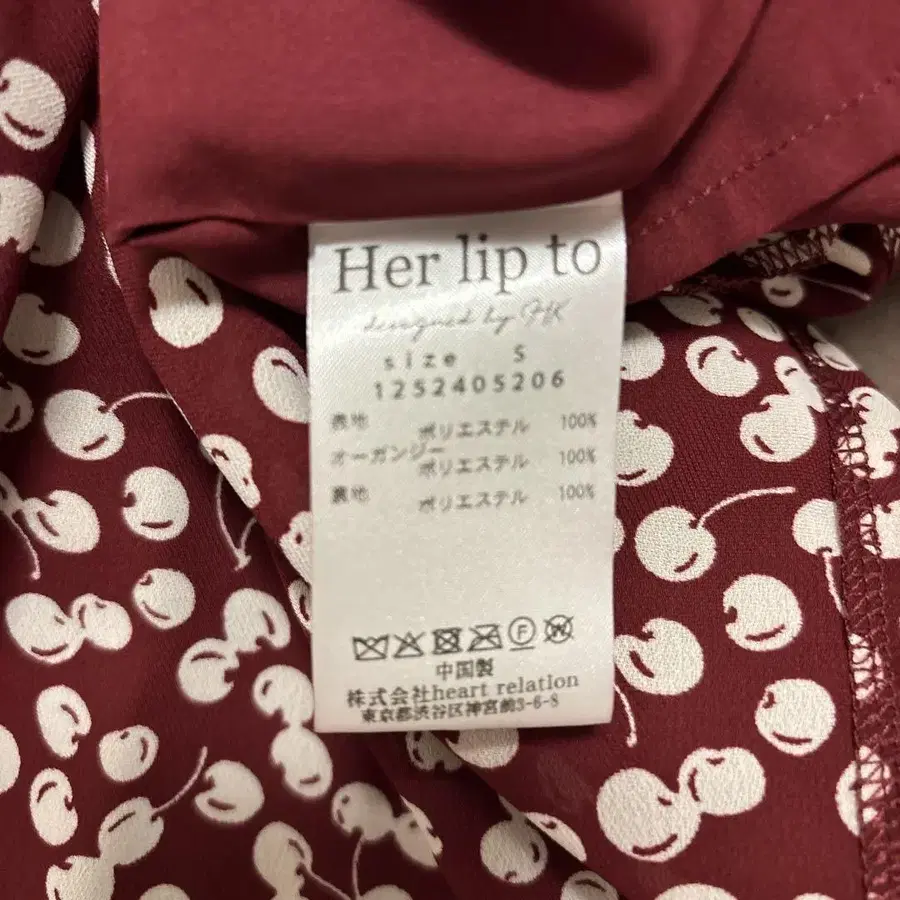 Her lip to
designed by HK
size S
1252405206
表地 ポリエステル 100%
オーガンジー ポリエステル 100%
裏地 ポリエステル 100%
中国製
株式会社heart relation
東京都渋谷区神宮前3-6-8